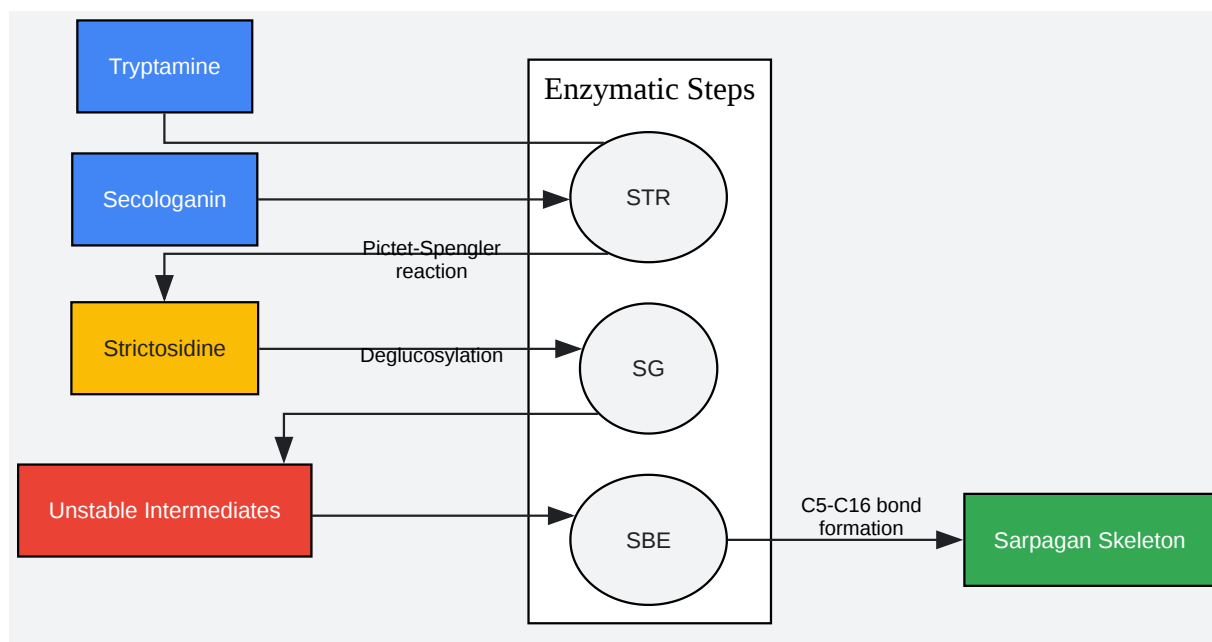 Tryptamine
Enzymatic Steps
STR
Secologanin
Pictet-Spengler
reaction
Strictosidine
Deglucosylation
SG
Unstable Intermediates
SBE
C5-C16 bond
formation
Sarpagan Skeleton